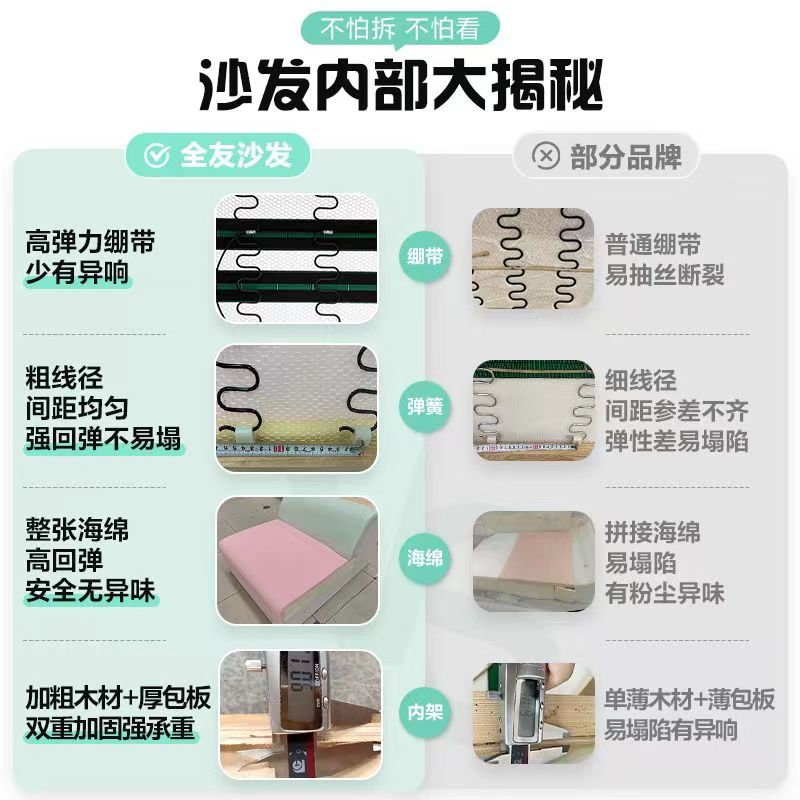 不怕拆 不怕看
沙发内部大揭秘
全友沙发
部分品牌
高弹力绷带
少有异响
绷带
普通绷带
易抽丝断裂
粗线径
间距均匀
强回弹不易塌
弹簧
细线径
间距参差不齐
弹性差易塌陷
整张海绵
高回弹
安全无异味
海绵
拼接海绵
易塌陷
有粉尘异味
加粗木材+厚包板
双重加固强承重
内架
单薄木材+薄包板
易塌陷有异响